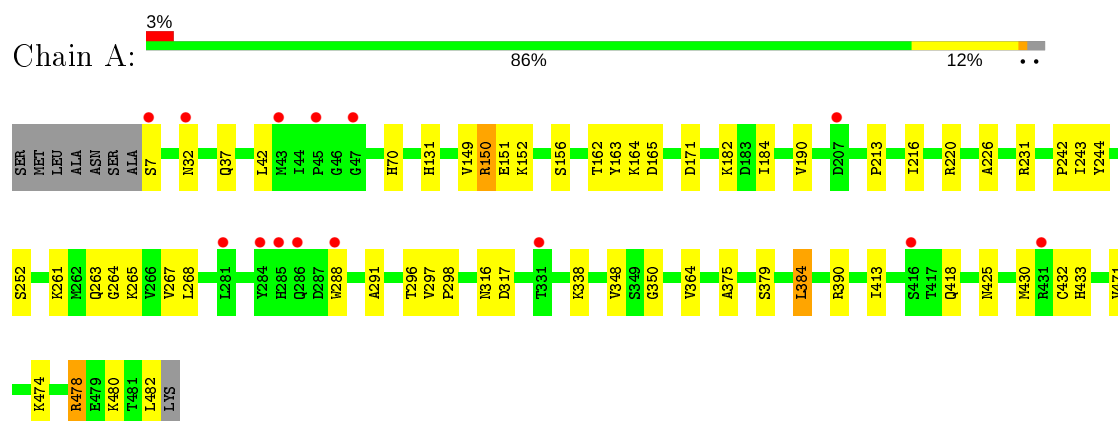 3%
Chain A:
86% 12% • •
SER MET LEU ALA ASN SER ALA S7 N32 Q37 L42 M43 I44 P45 G46 G47 H70 H131 V149 R150 E151 K152 S156 T162 Y163 K164 D165 D171 K182 D183 I184 V190 D207 P213 I216 R220 A226 R231 P242 I243 Y244
S252 K261 M262 Q263 G264 K265 V266 V267 L268 L281 Y284 H285 Q286 D287 W288 A291 T296 V297 P298 N316 D317 T331 K338 V348 S349 G350 V364 A375 S379 L384 R390 I413 S416 T417 Q418 N425 M430 R431 C432 H433 V471
K474 R478 E479 K480 T481 L482 LYS